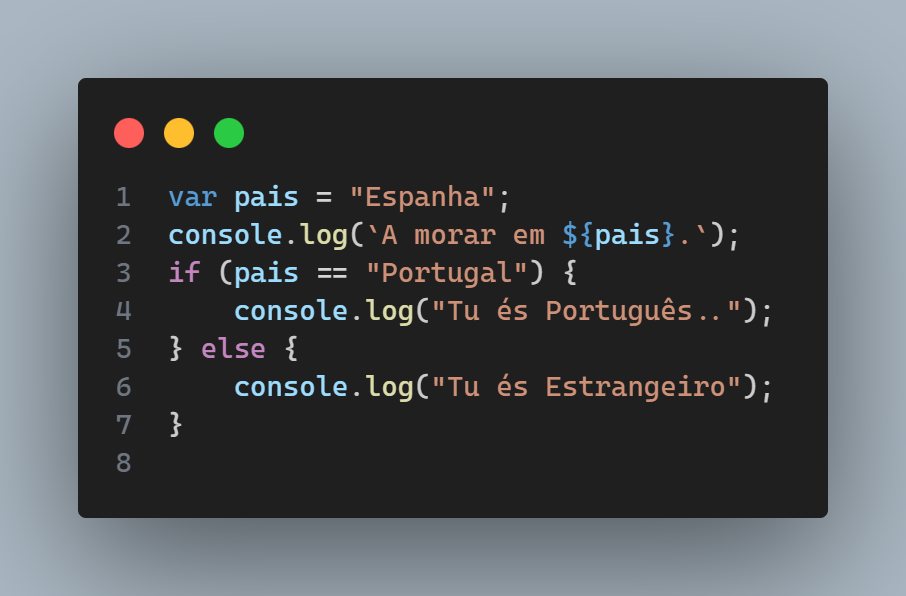 1 var pais = "Espanha";
2 console.log(`A morar em ${pais}.`);
3 if (pais == "Portugal") {
4     console.log("Tu és Português..");
5 } else {
6     console.log("Tu és Estrangeiro");
7 }
8